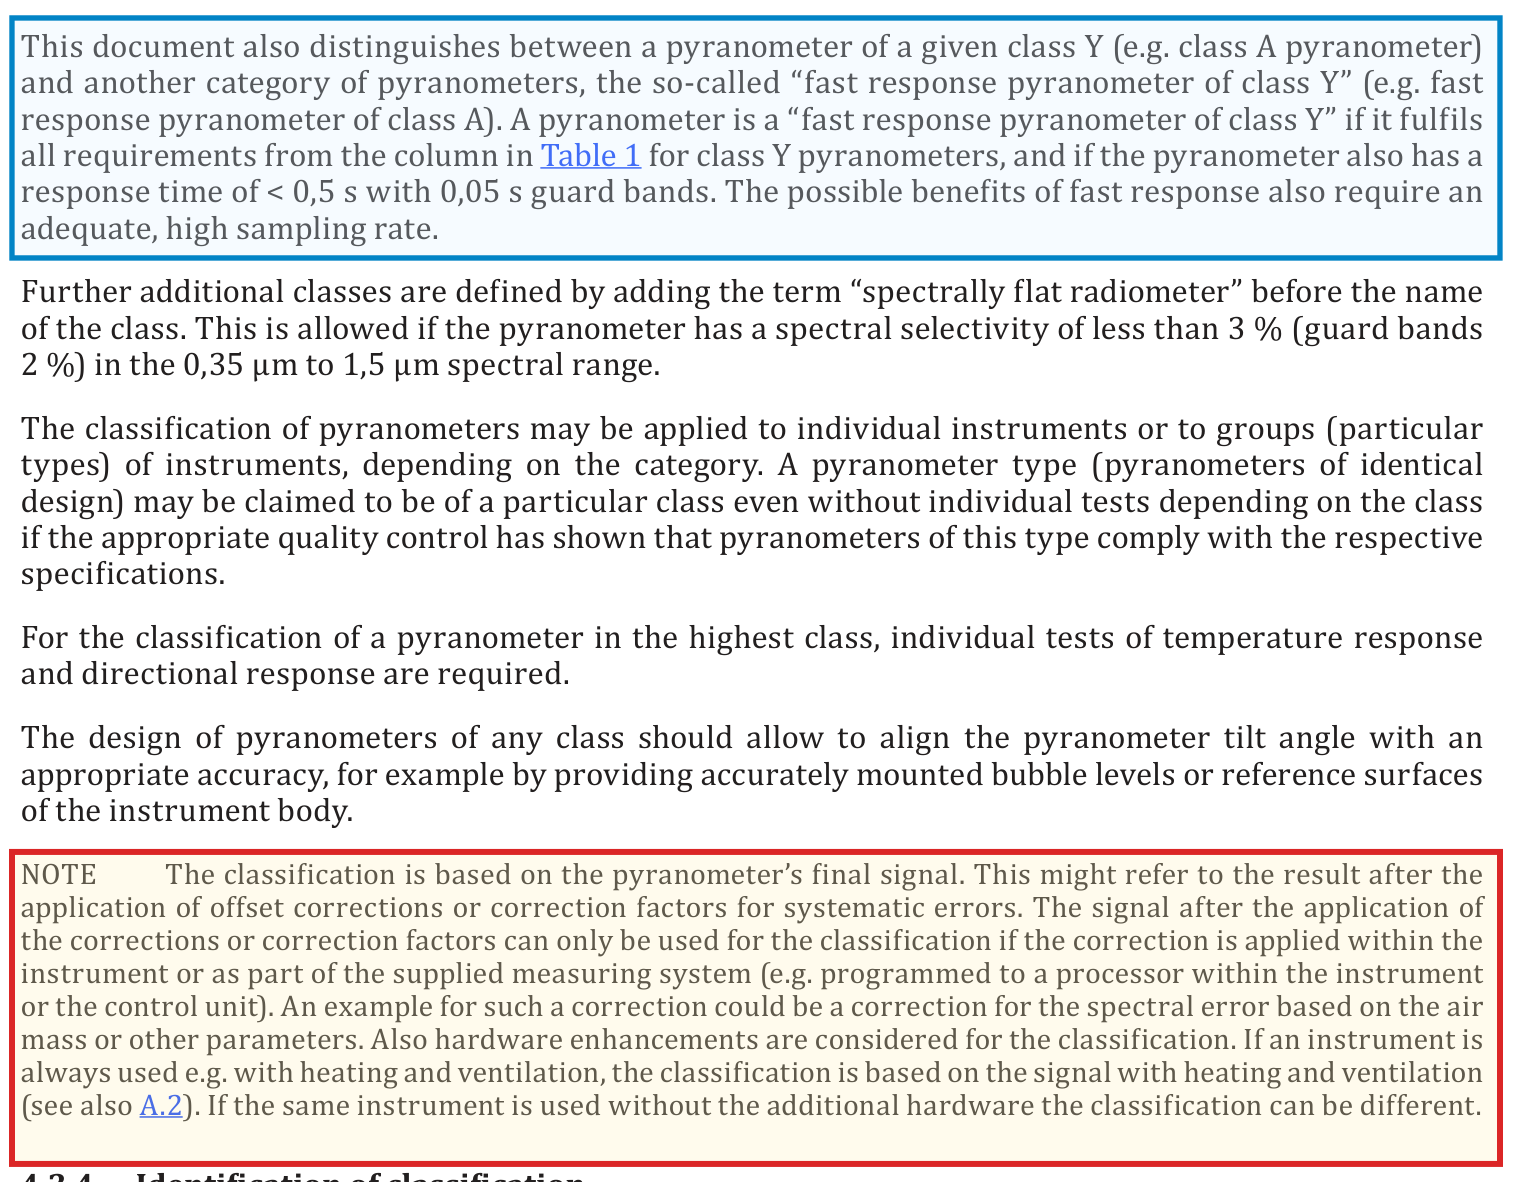 This document also distinguishes between a pyranometer of a given class Y (e.g. class A pyranometer)
and another category of pyranometers, the so-called “fast response pyranometer of class Y” (e.g. fast
response pyranometer of class A). A pyranometer is a “fast response pyranometer of class Y” if it fulfils
all requirements from the column in Table 1 for class Y pyranometers, and if the pyranometer also has a
response time of < 0,5 s with 0,05 s guard bands. The possible benefits of fast response also require an
adequate, high sampling rate.
Further additional classes are defined by adding the term “spectrally flat radiometer” before the name
of the class. This is allowed if the pyranometer has a spectral selectivity of less than 3 % (guard bands
2 %) in the 0,35 µm to 1,5 µm spectral range.
The classification of pyranometers may be applied to individual instruments or to groups (particular
types) of instruments, depending on the category. A pyranometer type (pyranometers of identical
design) may be claimed to be of a particular class even without individual tests depending on the class
if the appropriate quality control has shown that pyranometers of this type comply with the respective
specifications.
For the classification of a pyranometer in the highest class, individual tests of temperature response
and directional response are required.
The design of pyranometers of any class should allow to align the pyranometer tilt angle with an
appropriate accuracy, for example by providing accurately mounted bubble levels or reference surfaces
of the instrument body.
NOTE The classification is based on the pyranometer’s final signal. This might refer to the result after the
application of offset corrections or correction factors for systematic errors. The signal after the application of
the corrections or correction factors can only be used for the classification if the correction is applied within the
instrument or as part of the supplied measuring system (e.g. programmed to a processor within the instrument
or the control unit). An example for such a correction could be a correction for the spectral error based on the air
mass or other parameters. Also hardware enhancements are considered for the classification. If an instrument is
always used e.g. with heating and ventilation, the classification is based on the signal with heating and ventilation
(see also A.2). If the same instrument is used without the additional hardware the classification can be different.
Identification of classification